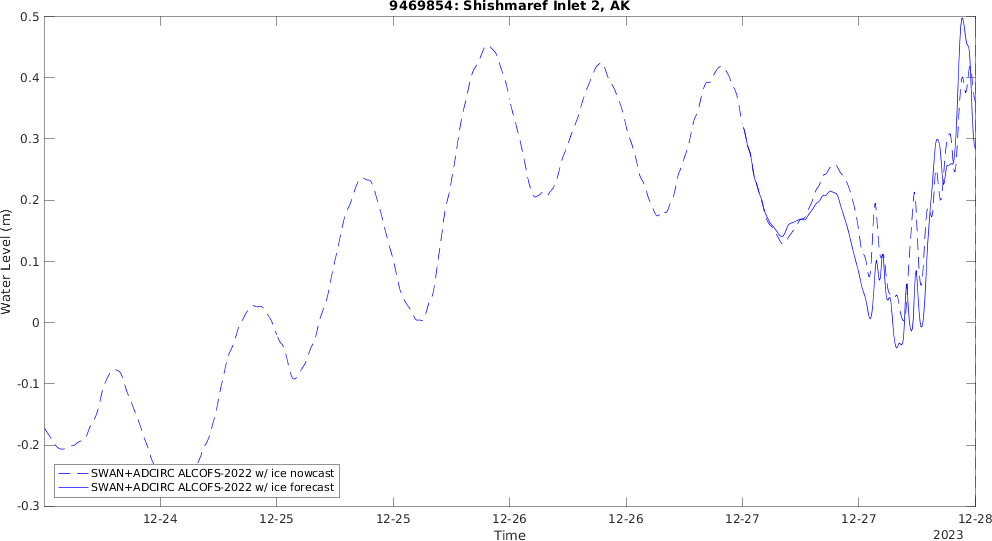 9469854: Shishmaref Inlet 2, AK
0.5
0.4
0.3
0.2
0.1
0
-0.1
-0.2
-0.3
Water Level (m)
SWAN+ADCIRC ALCOFS-2022 w/ ice nowcast
SWAN+ADCIRC ALCOFS-2022 w/ ice forecast
12-24 12-25 12-25 12-26 12-26 12-27 12-27 12-28
Time
2023